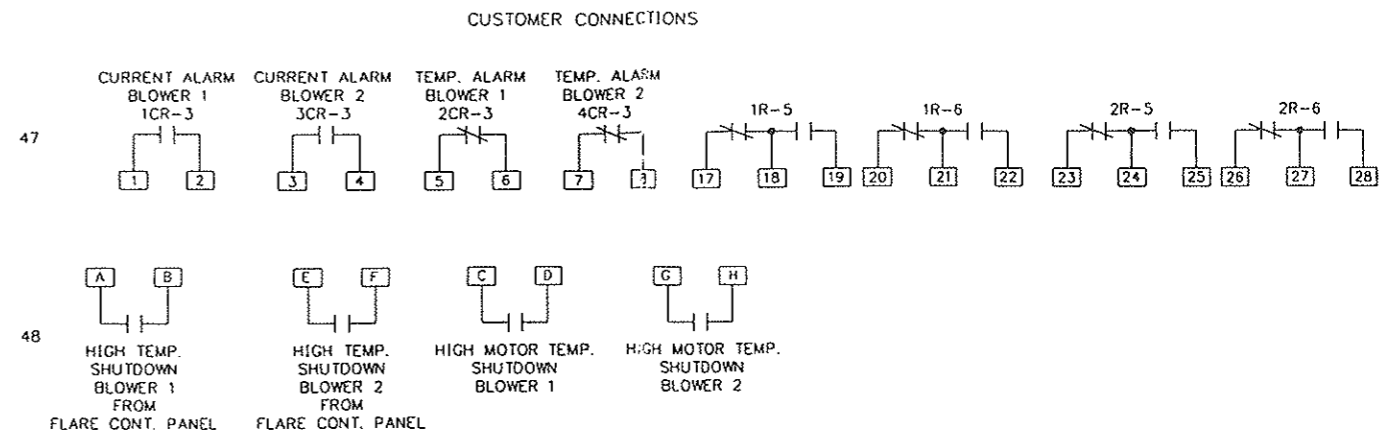 CUSTOMER CONNECTIONS
CURRENT ALARM
BLOWER 1
1CR-3
CURRENT ALARM
BLOWER 2
3CR-3
TEMP. ALARM
BLOWER 1
2CR-3
TEMP. ALARM
BLOWER 2
4CR-3
1R-5
1R-6
2R-5
2R-6
47
1 2 3 4 5 6 7 17 18 19 20 21 22 23 24 25 26 27 28
A B E F C D G H
48
HIGH TEMP.
SHUTDOWN
BLOWER 1
FROM
FLARE CONT. PANEL
HIGH TEMP.
SHUTDOWN
BLOWER 2
FROM
FLARE CONT. PANEL
HIGH MOTOR TEMP.
SHUTDOWN
BLOWER 1
HIGH MOTOR TEMP.
SHUTDOWN
BLOWER 2